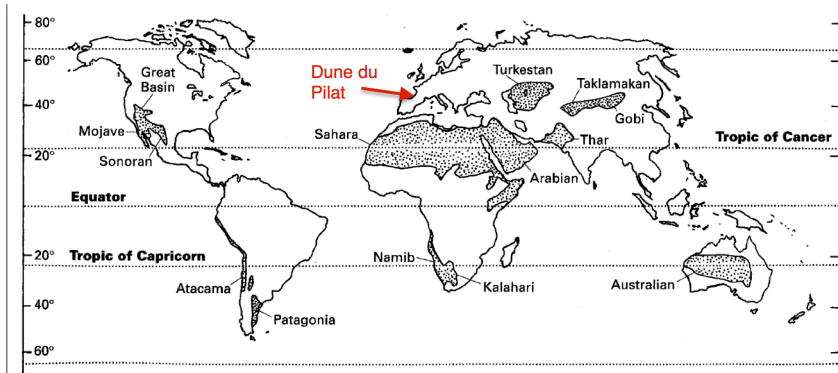 80°
60°
40°
20°
Equator
20°
Tropic of Capricorn
40°
60°
Great
Basin
Mojave
Sonoran
Dune du
Pilat
Turkestan
Taklamakan
Gobi
Sahara
Thar
Tropic of Cancer
Arabian
Atacama
Patagonia
Namib
Kalahari
Australian